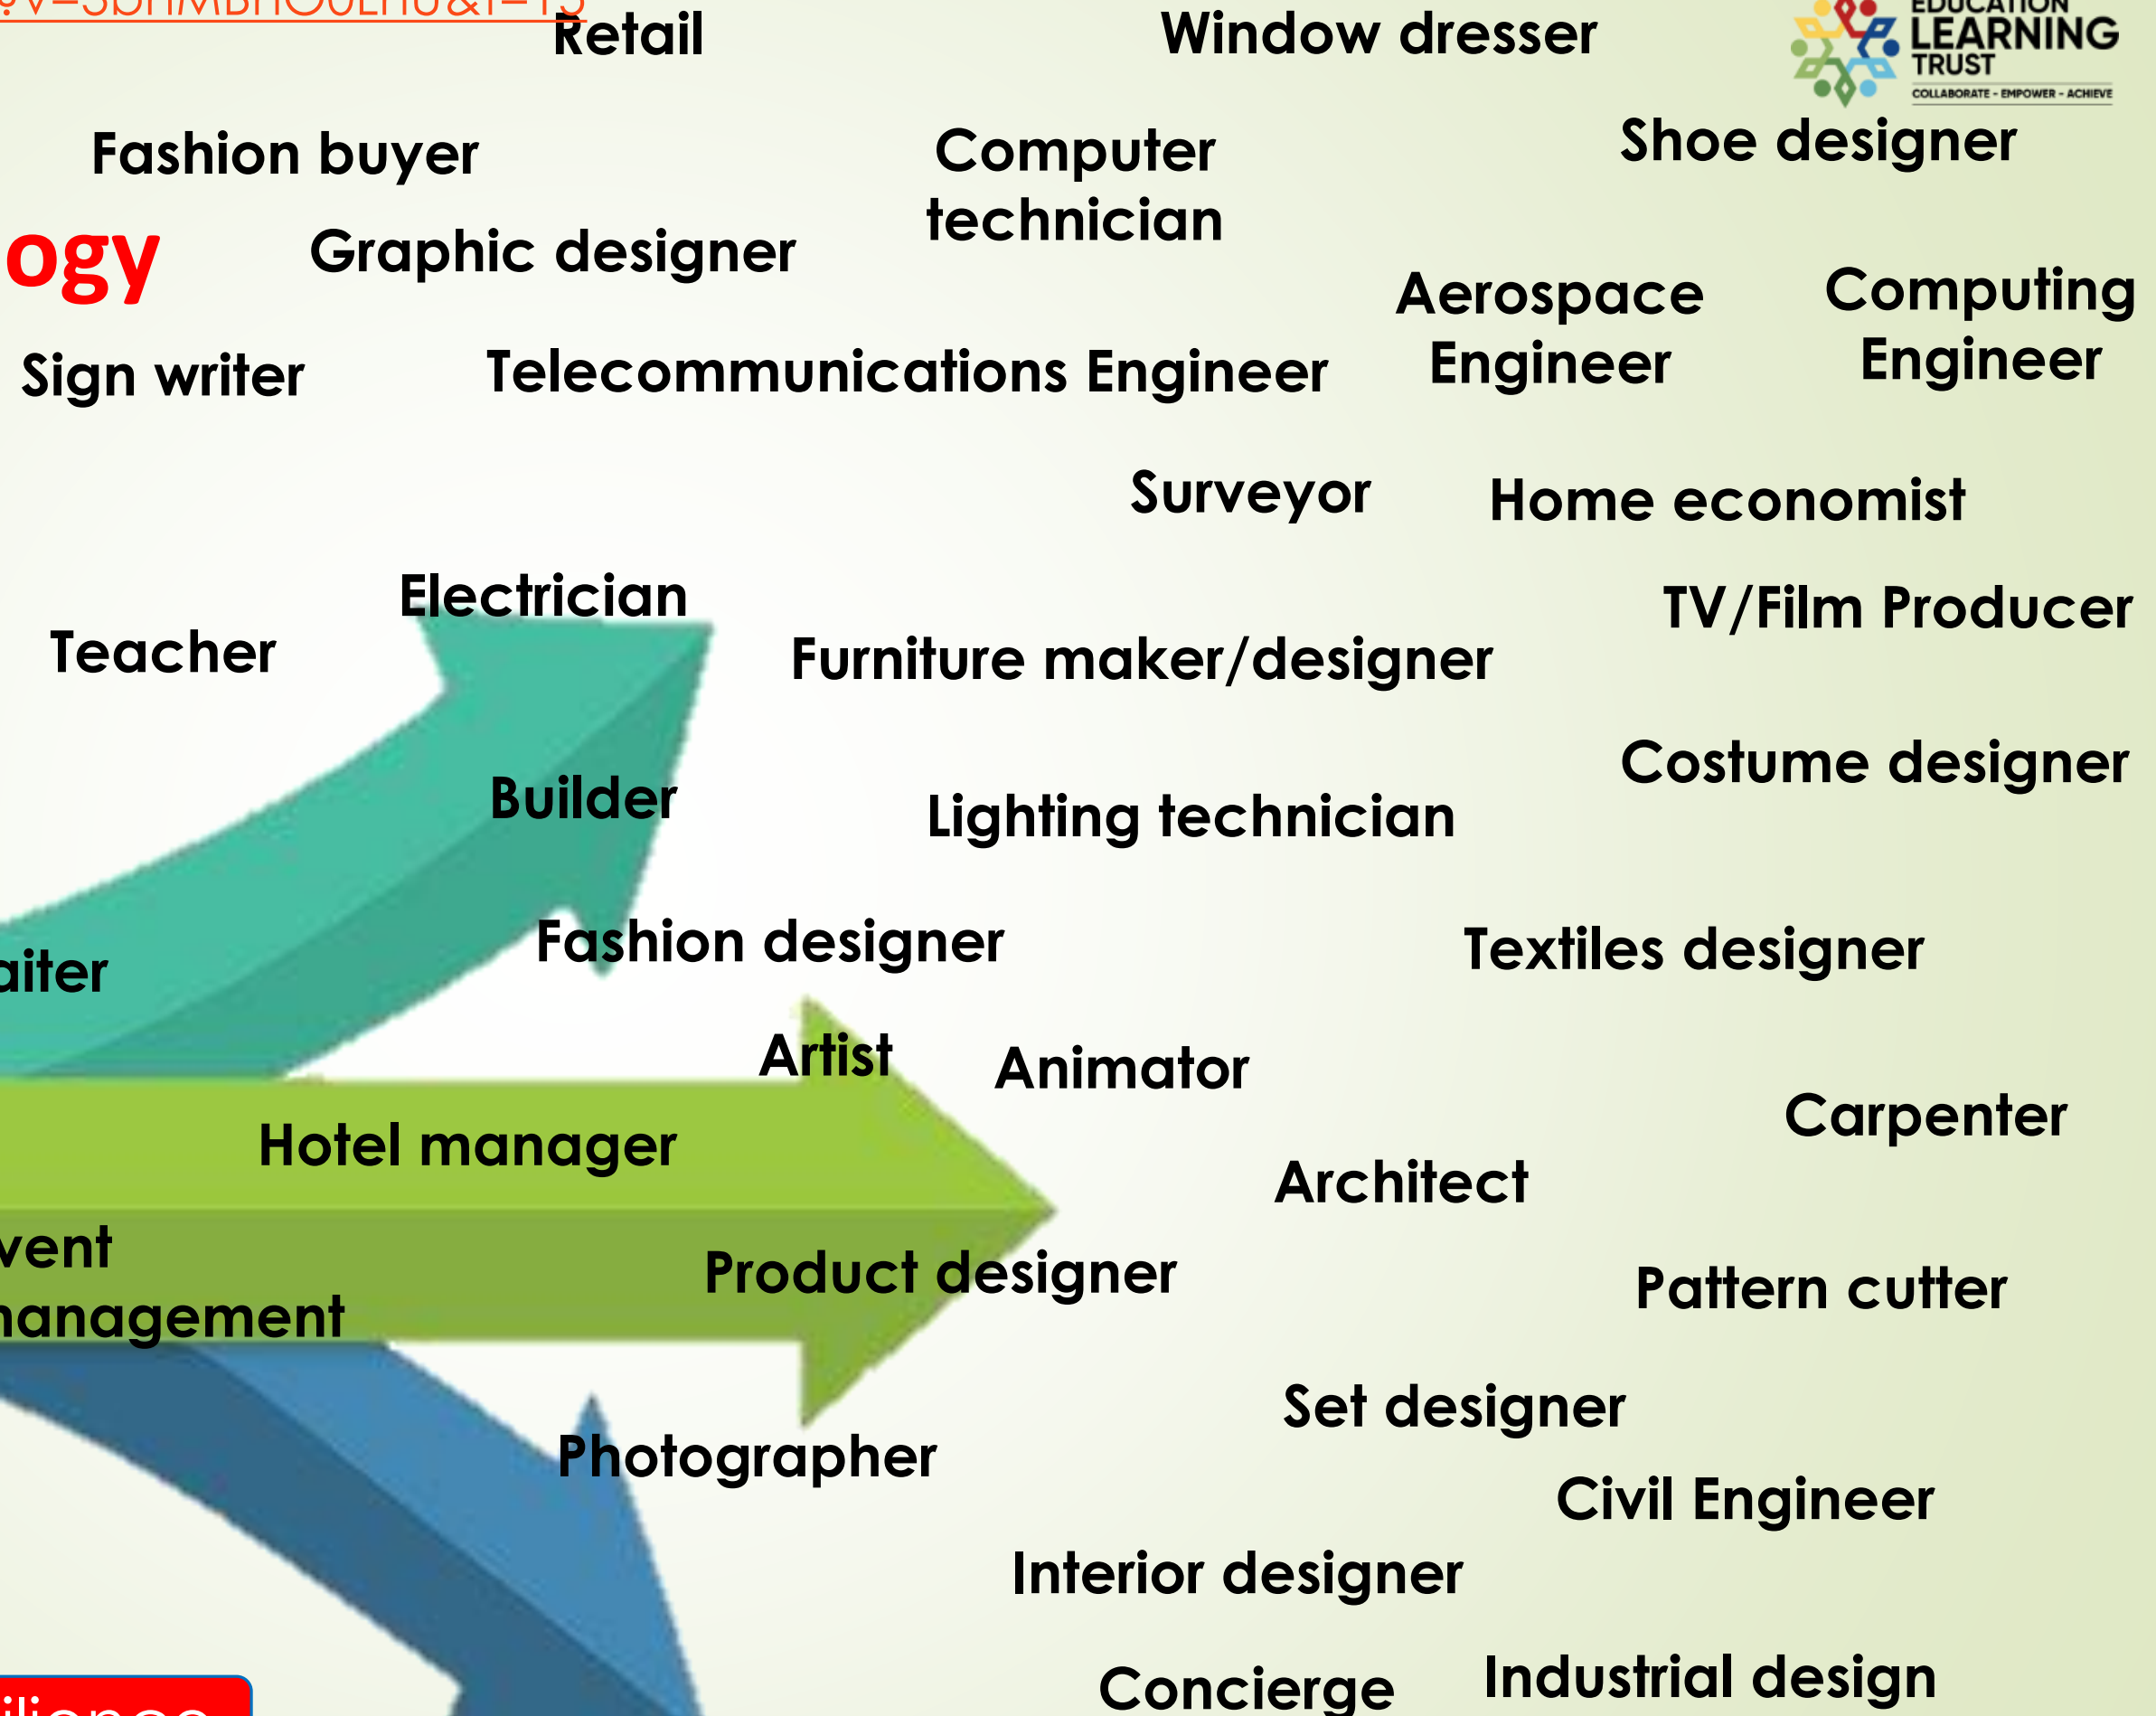 Retail
Window dresser
EDUCATION
LEARNING
TRUST
COLLABORATE - EMPOWER - ACHIEVE
Fashion buyer
Computer
technician
Shoe designer
ogy
Graphic designer
Aerospace
Engineer
Computing
Engineer
Sign writer
Telecommunications Engineer
Surveyor
Home economist
Electrician
TV/Film Producer
Teacher
Furniture maker/designer
Costume designer
Builder
Lighting technician
Fashion designer
Textiles designer
aiter
Artist
Animator
Carpenter
Hotel manager
Architect
vent
management
Product designer
Pattern cutter
Set designer
Photographer
Civil Engineer
Interior designer
Concierge
Industrial design